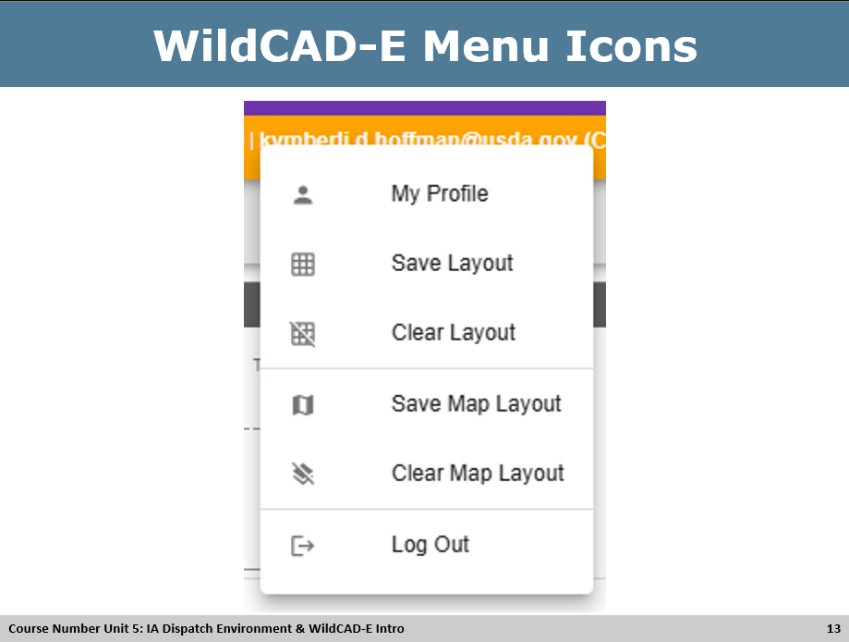 WildCAD-E Menu Icons
| kymberli.d.hoffman@usda.gov (C
My Profile
Save Layout
Clear Layout
T
Save Map Layout
Clear Map Layout
Log Out
Course Number Unit 5: IA Dispatch Environment & WildCAD-E Intro
13